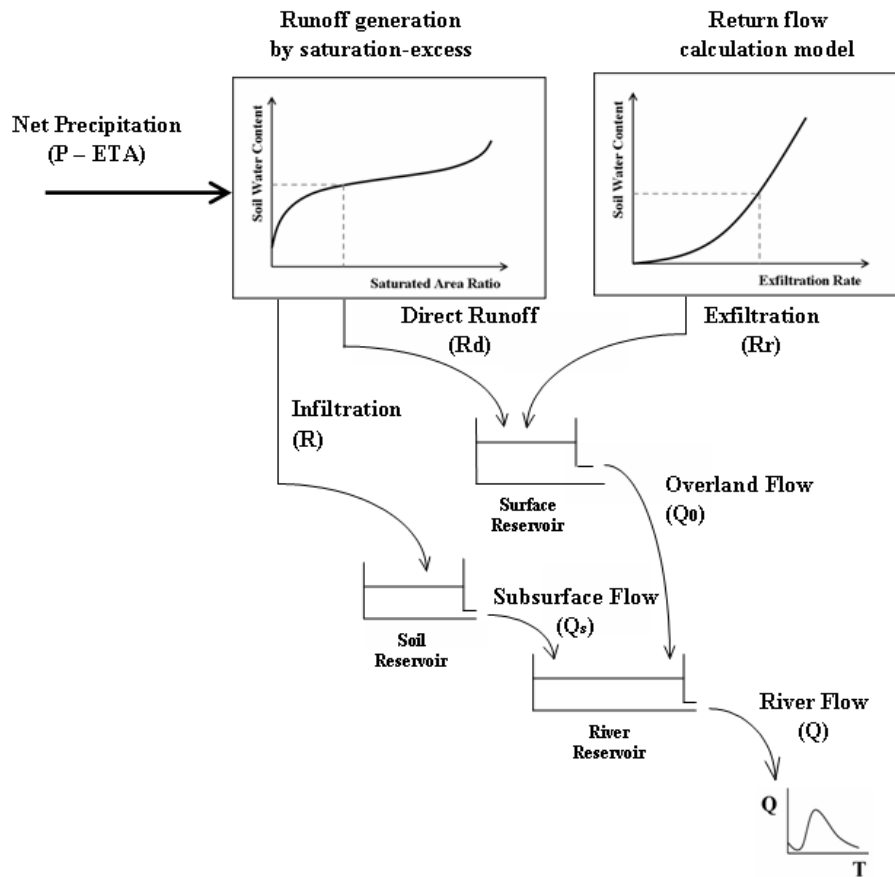 Runoff generation
by saturation-excess
Return flow
calculation model
Net Precipitation
(P – ETA)
Soil Water Content
Saturated Area Ratio
Soil Water Content
Exfiltration Rate
Direct Runoff
(Rd)
Exfiltration
(Rr)
Infiltration
(R)
Surface
Reservoir
Overland Flow
(Q0)
Soil
Reservoir
Subsurface Flow
(Qs)
River
Reservoir
River Flow
(Q)
Q
T